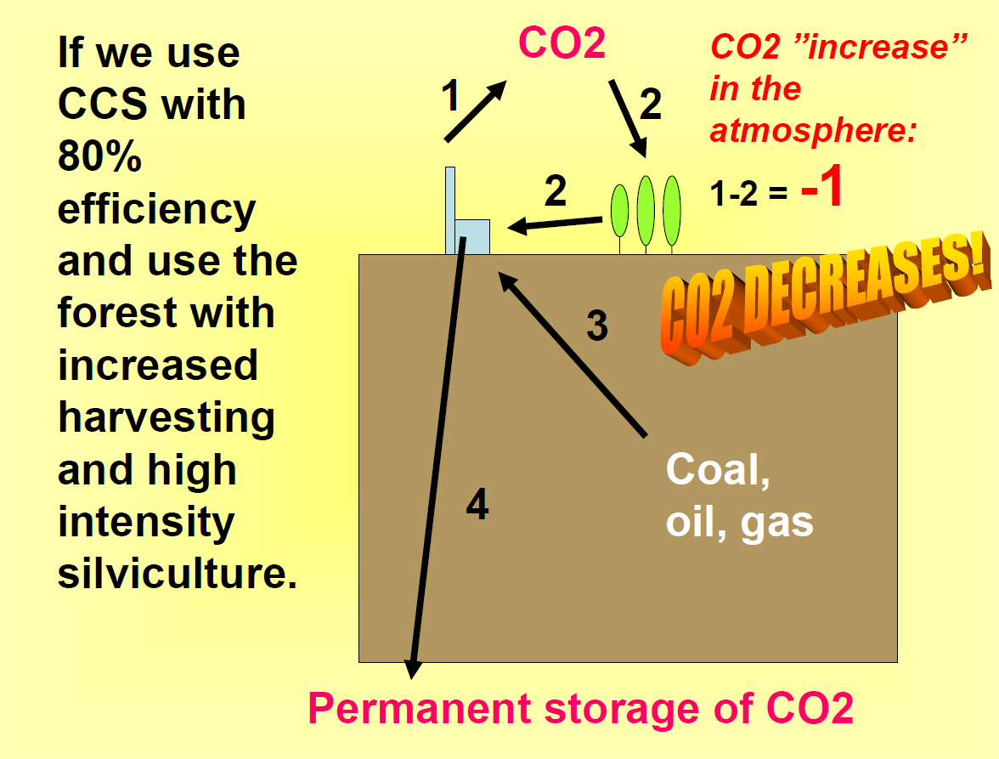 If we use
CCS with
80%
efficiency
and use the
forest with
increased
harvesting
and high
intensity
silviculture.
CO2
1
2
2
CO2 ”increase”
in the
atmosphere:
1-2 = -1
CO2 DECREASES!
3
4
Coal,
oil, gas
Permanent storage of CO2